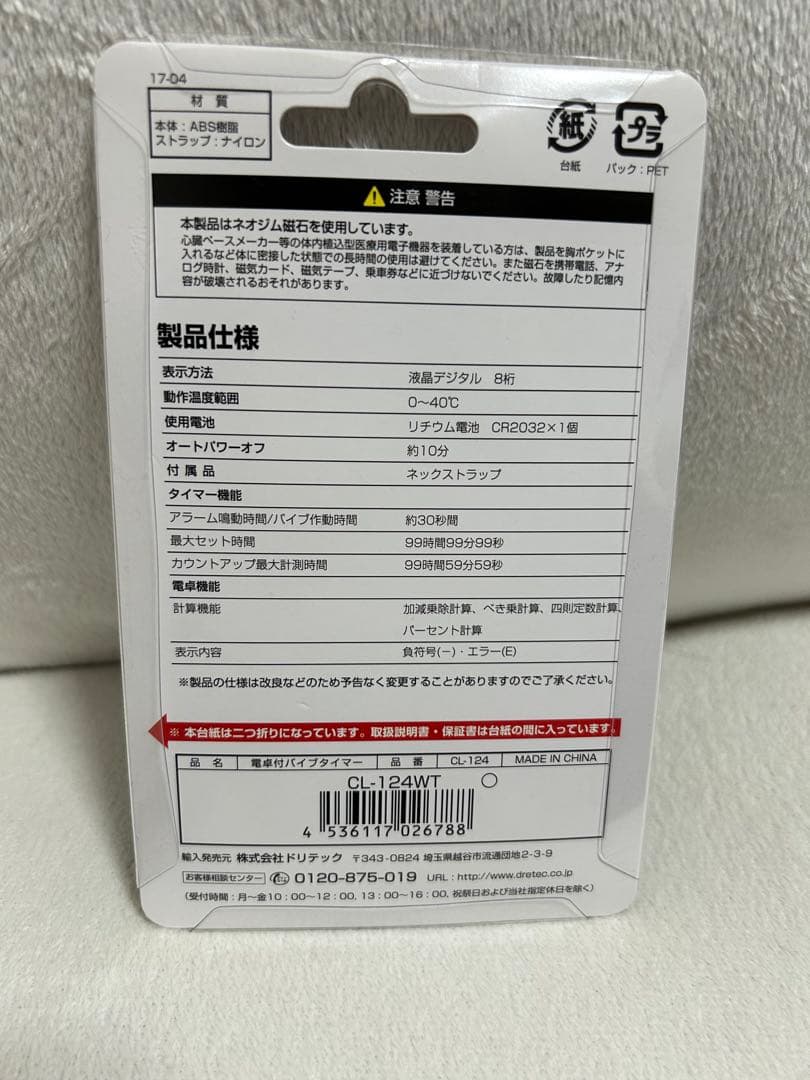 17-04
材 質
本体：ABS樹脂
ストラップ：ナイロン
紙
台紙
プラ
パック：PET
注意 警告
本製品はネオジム磁石を使用しています。
心臓ペースメーカー等の体内植込型医療用電子機器を装着している方は、製品を胸ポケットに
入れるなど体に密接した状態での長時間の使用は避けてください。また磁石を携帯電話、アナ
ログ時計、磁気カード、磁気テープ、乗車券などに近づけないでください。故障したり記憶内
容が破壊されるおそれがあります。
製品仕様
表示方法 液晶デジタル 8桁
動作温度範囲 0〜40℃
使用電池 リチウム電池 CR2032×1個
オートパワーオフ 約10分
付属品 ネックストラップ
タイマー機能
アラーム鳴動時間/バイブ作動時間 約30秒間
最大セット時間 99時間99分99秒
カウントアップ最大計測時間 99時間59分59秒
電卓機能
計算機能 加減乗除計算、べき乗計算、四則定数計算、
パーセント計算
表示内容 負符号(−)・エラー(E)
※製品の仕様は改良などのため予告なく変更することがありますのでご了承ください。
※ 本台紙は二つ折りになっています。取扱説明書・保証書は台紙の間に入っています。
品 名 電卓付バイブタイマー 品 番 CL-124 MADE IN CHINA
CL-124WT
4 536117 026788
輸入発売元 株式会社ドリテック 〒343-0824 埼玉県越谷市流通団地2-3-9
お客様相談センター 0120-875-019 URL：http://www.dretec.co.jp
（受付時間：月〜金10：00〜12：00, 13：00〜16：00, 祝祭日および当社指定休日を除く）